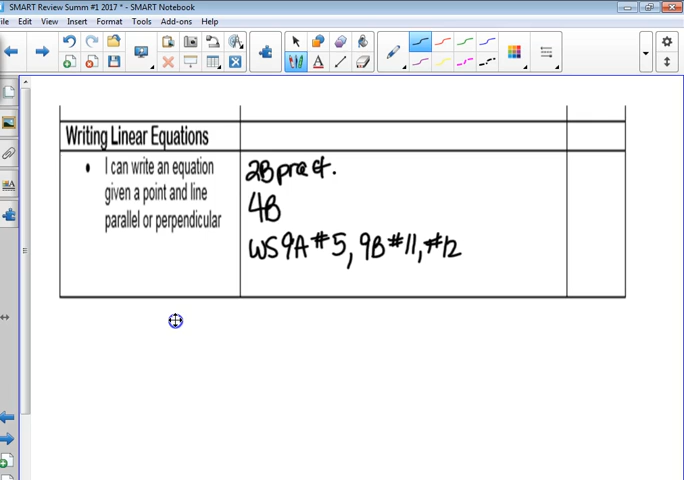 SMART Review Summ #1 2017 * - SMART Notebook
File Edit View Insert Format Tools Add-ons Help
Writing Linear Equations
• I can write an equation
given a point and line
parallel or perpendicular
2B pract.
4B
WS 9A #5, 9B #11, #12